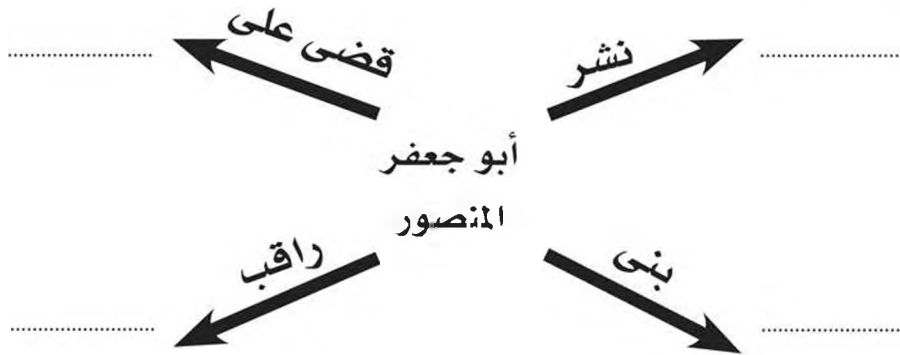 نشر
قضى على
أبو جعفر
المنصور
بنى
راقب